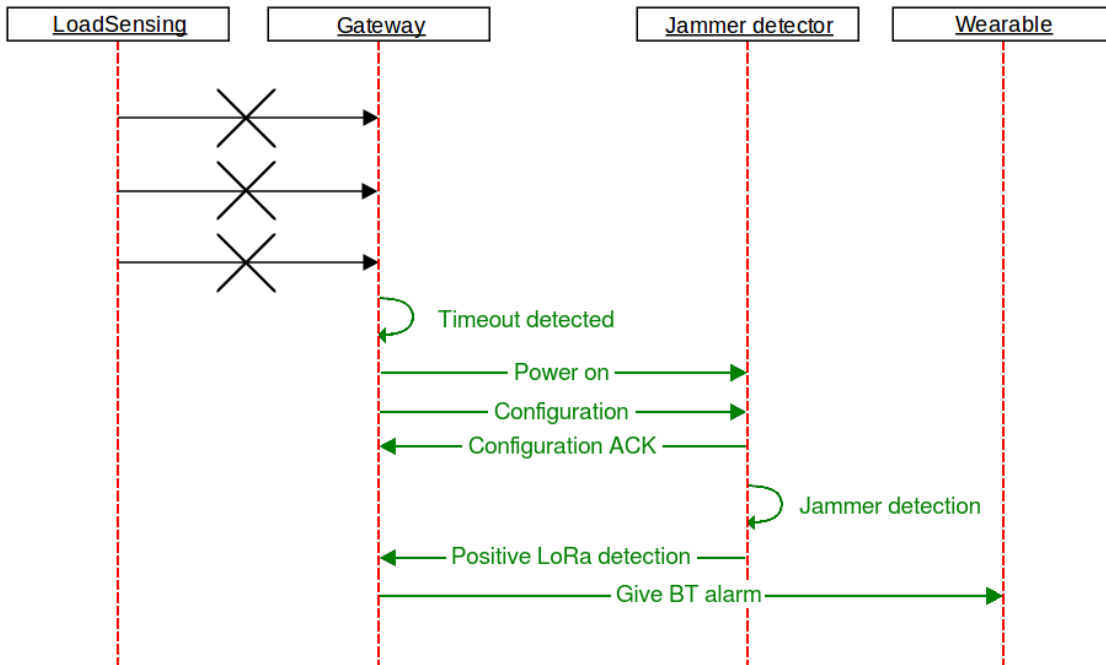 LoadSensing
Gateway
Jammer detector
Wearable
Timeout detected
Power on
Configuration
Configuration ACK
Jammer detection
Positive LoRa detection
Give BT alarm